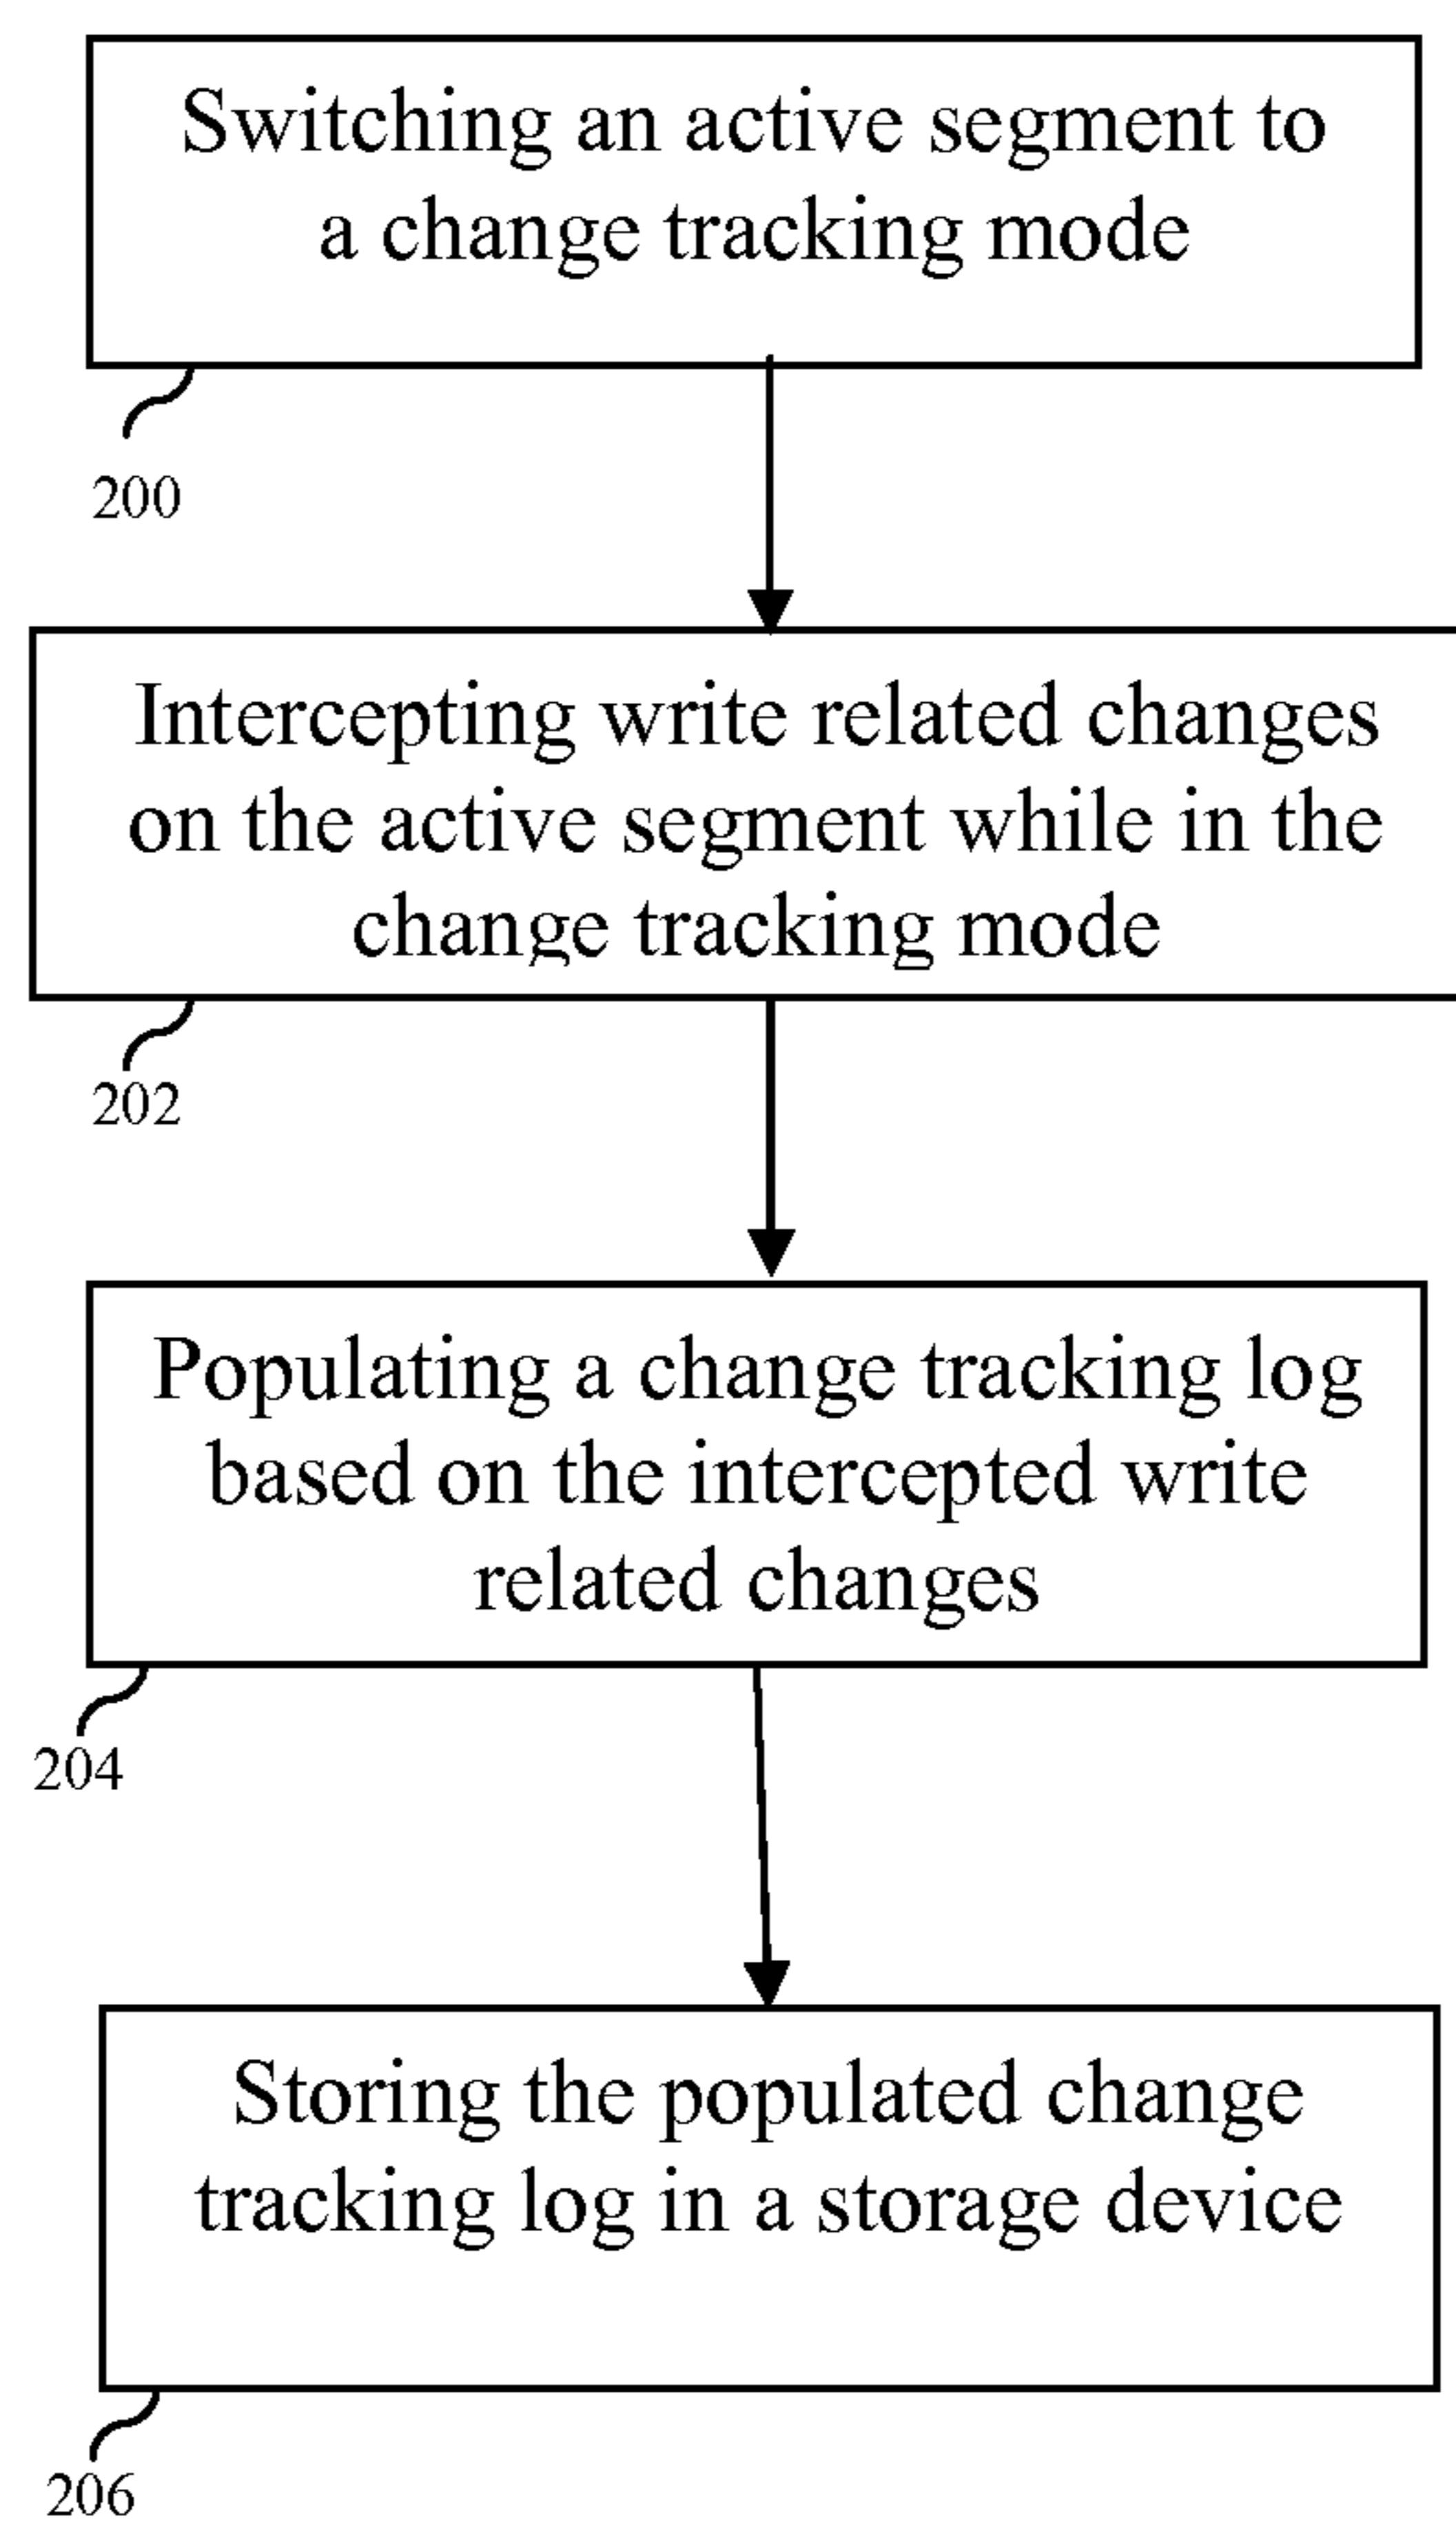 Switching an active segment to
a change tracking mode
200
Intercepting write related changes
on the active segment while in the
change tracking mode
202
Populating a change tracking log
based on the intercepted write
related changes
204
Storing the populated change
tracking log in a storage device
206